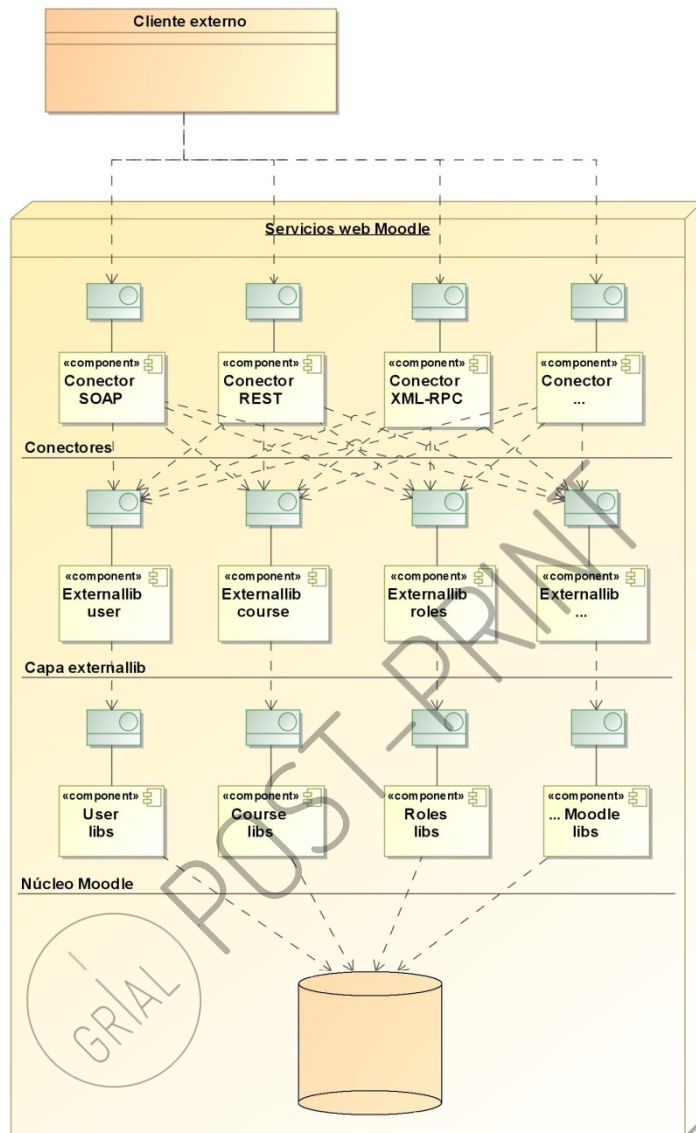 Cliente externo
Servicios web Moodle
«component»
Conector
SOAP
«component»
Conector
REST
«component»
Conector
XML-RPC
«component»
Conector
...
Conectores
«component»
Externallib
user
«component»
Externallib
course
«component»
Externallib
roles
«component»
Externallib
...
Capa externallib
«component»
User
libs
«component»
Course
libs
«component»
Roles
libs
«component»
... Moodle
libs
Núcleo Moodle
GRIAL
POST-PRINT